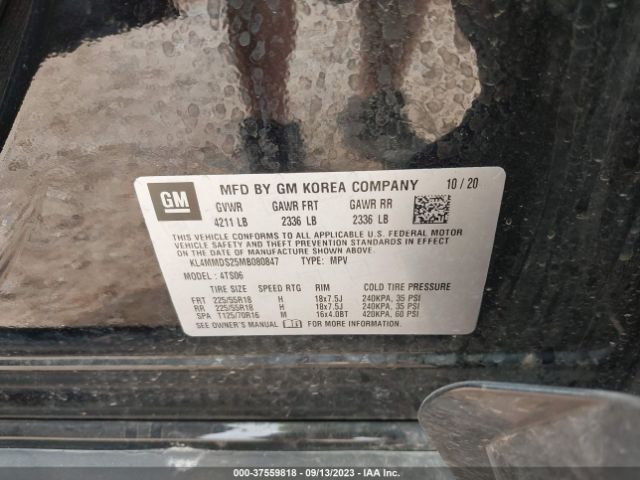 GM
MFD BY GM KOREA COMPANY 10 / 20
GVWR GAWR FRT GAWR RR
4211 LB 2336 LB 2336 LB
THIS VEHICLE CONFORMS TO ALL APPLICABLE U.S. FEDERAL MOTOR
VEHICLE SAFETY, BUMPER, AND THEFT PREVENTION STANDARDS IN
EFFECT ON THE DATE OF MANUFACTURE SHOWN ABOVE.
KL4MMDS25MB080847 TYPE: MPV
MODEL: 4TS06
TIRE SIZE SPEED RTG RIM COLD TIRE PRESSURE
FRT 225/55R18 H 18x7.5J 240KPA, 35 PSI
RR 225/55R18 H 18x7.5J 240KPA, 35 PSI
SPA T125/70R16 M 16x4.0BT 420KPA, 60 PSI
SEE OWNER'S MANUAL FOR MORE INFORMATION.
000-37559818 - 09/13/2023 - IAA Inc.